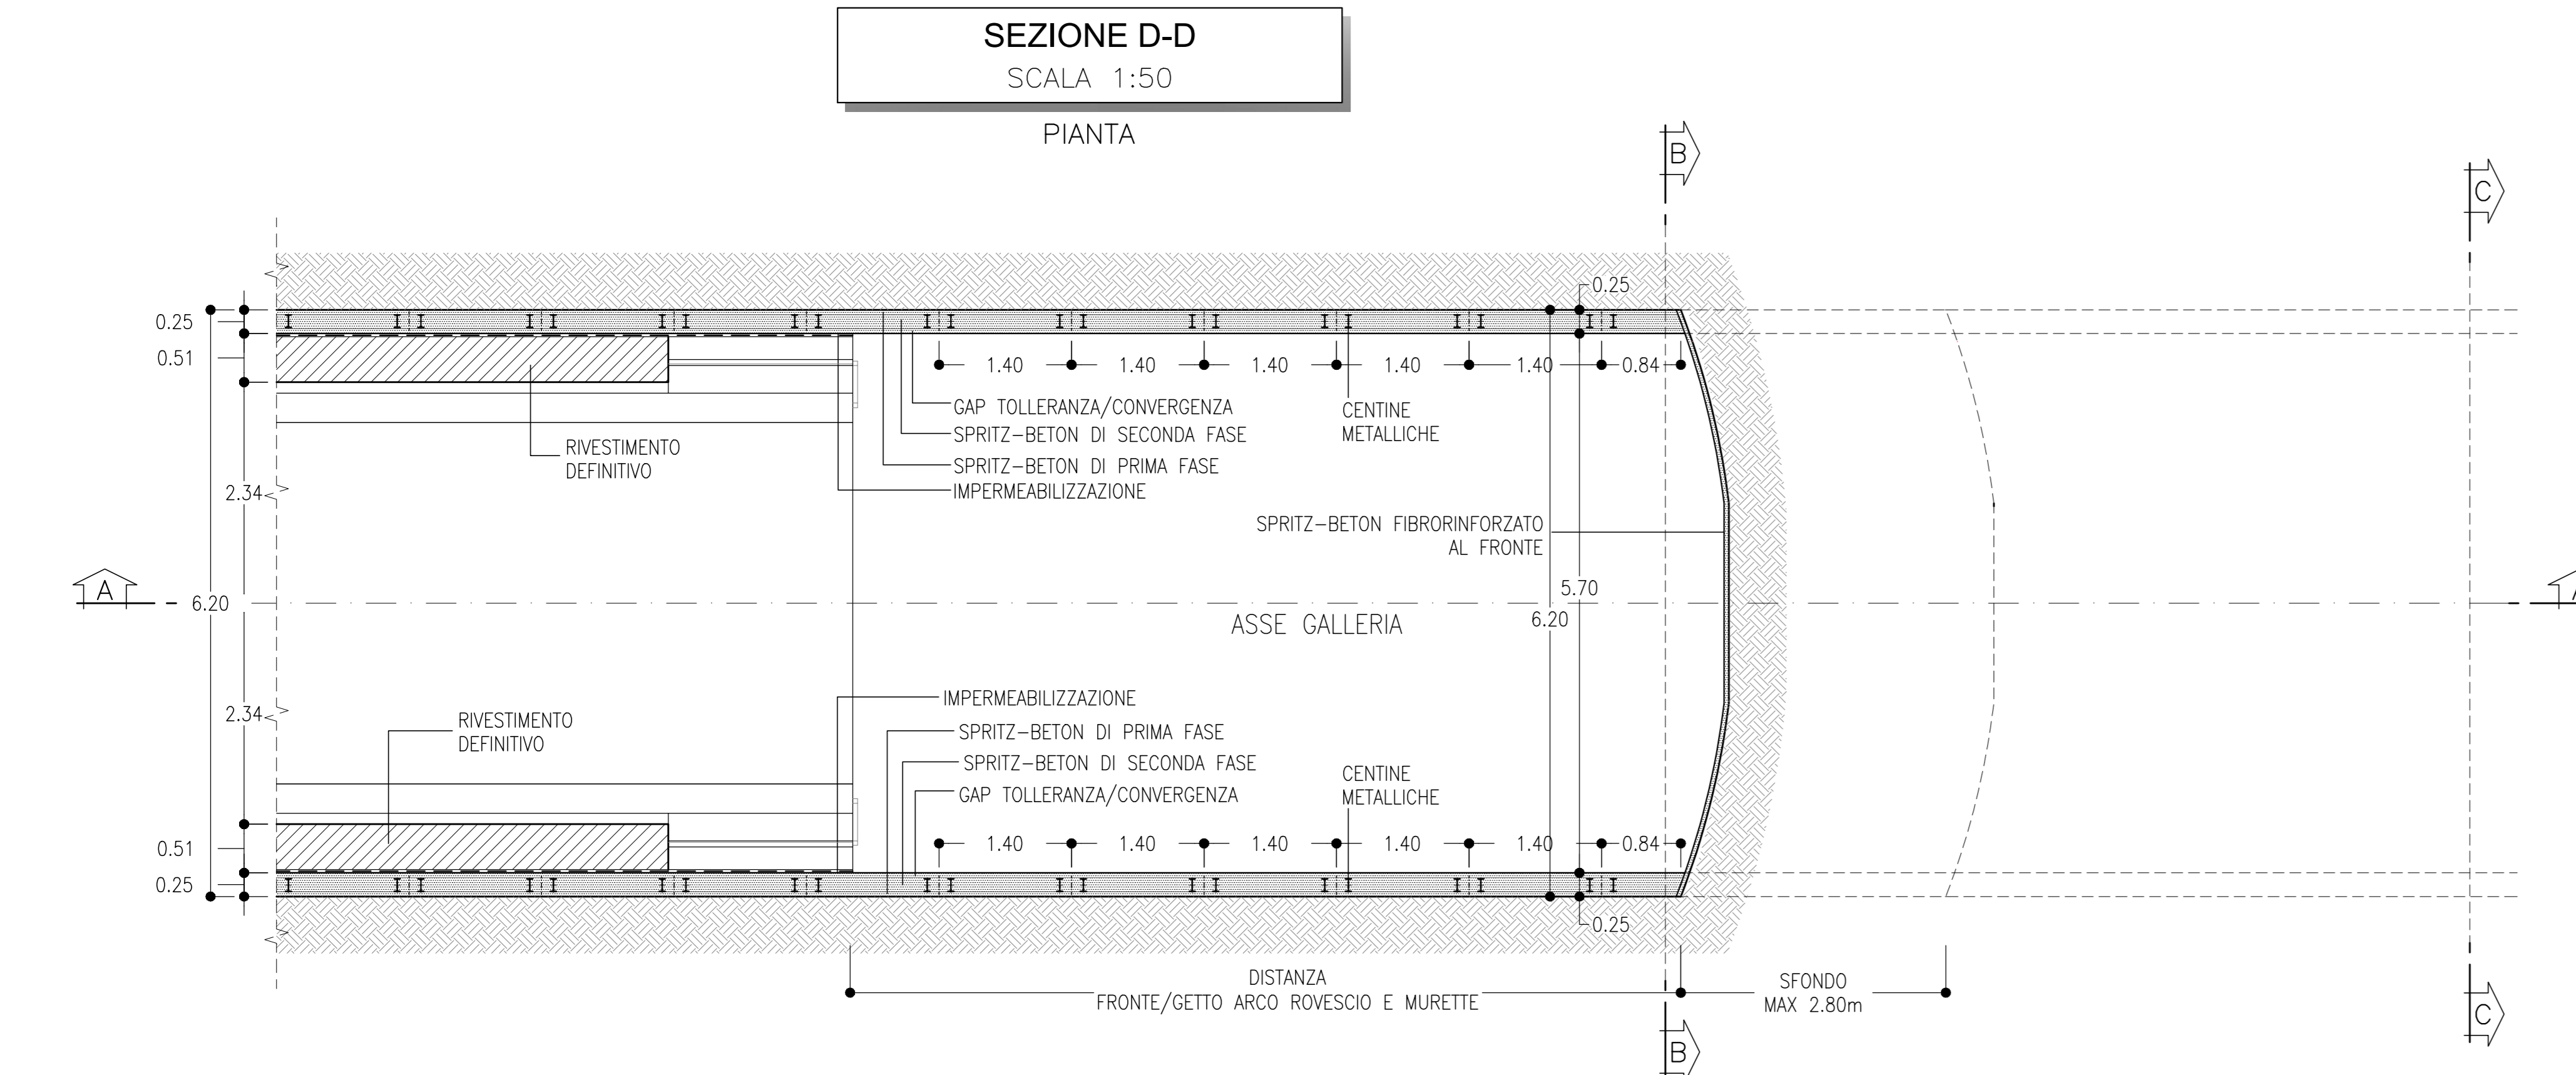 SEZIONE D-D
SCALA 1:50
PIANTA
B
C
0.25
0.25
0.51
1.40
1.40
1.40
1.40
1.40
0.84
GAP TOLLERANZA/CONVERGENZA
SPRITZ-BETON DI SECONDA FASE
SPRITZ-BETON DI PRIMA FASE
IMPERMEABILIZZAZIONE
CENTINE
METALLICHE
RIVESTIMENTO
DEFINITIVO
2.34
SPRITZ-BETON FIBRORINFORZATO
AL FRONTE
A
6.20
5.70
6.20
ASSE GALLERIA
2.34
RIVESTIMENTO
DEFINITIVO
IMPERMEABILIZZAZIONE
SPRITZ-BETON DI PRIMA FASE
SPRITZ-BETON DI SECONDA FASE
GAP TOLLERANZA/CONVERGENZA
CENTINE
METALLICHE
0.51
0.25
1.40
1.40
1.40
1.40
1.40
0.84
0.25
DISTANZA
FRONTE/GETTO ARCO ROVESCIO E MURETTE
SFONDO
MAX 2.80m
B
C